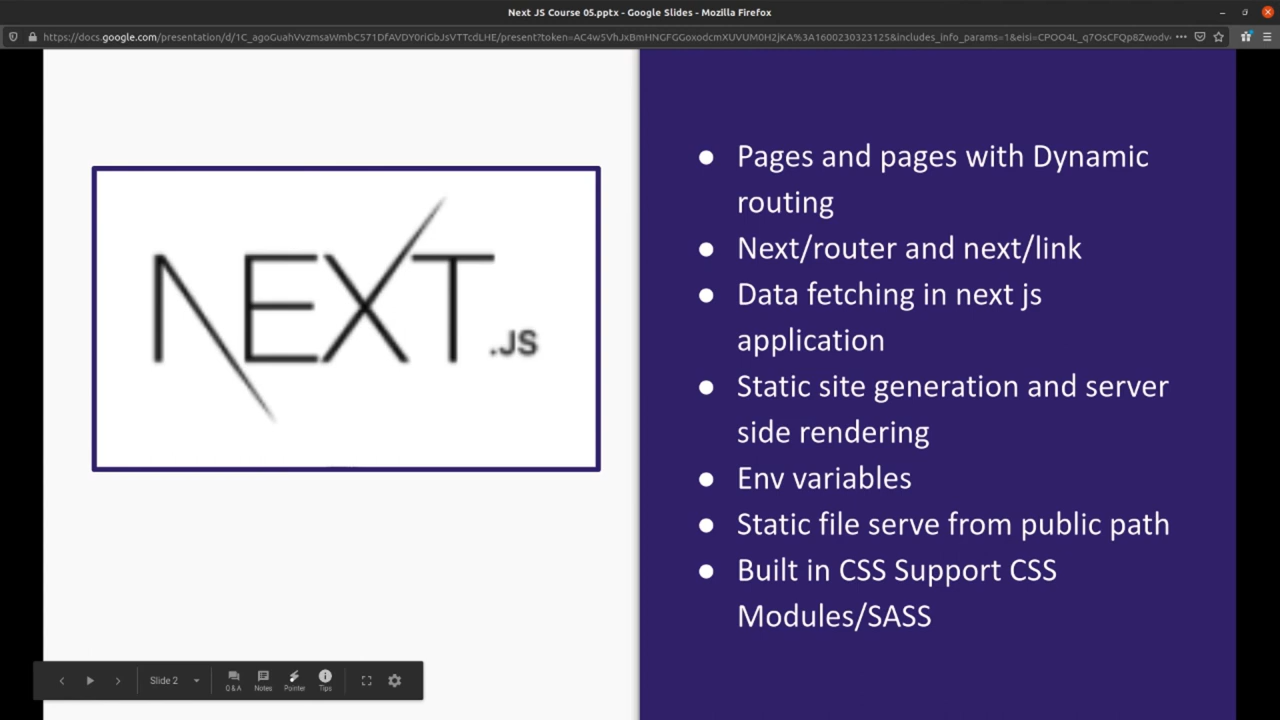 Next JS Course 05.pptx - Google Slides - Mozilla Firefox
NEXT
.JS
● Pages and pages with Dynamic
routing
● Next/router and next/link
● Data fetching in next js
application
● Static site generation and server
side rendering
● Env variables
● Static file serve from public path
● Built in CSS Support CSS
Modules/SASS
Slide 2
Q & A
Notes
Pointer
Tips